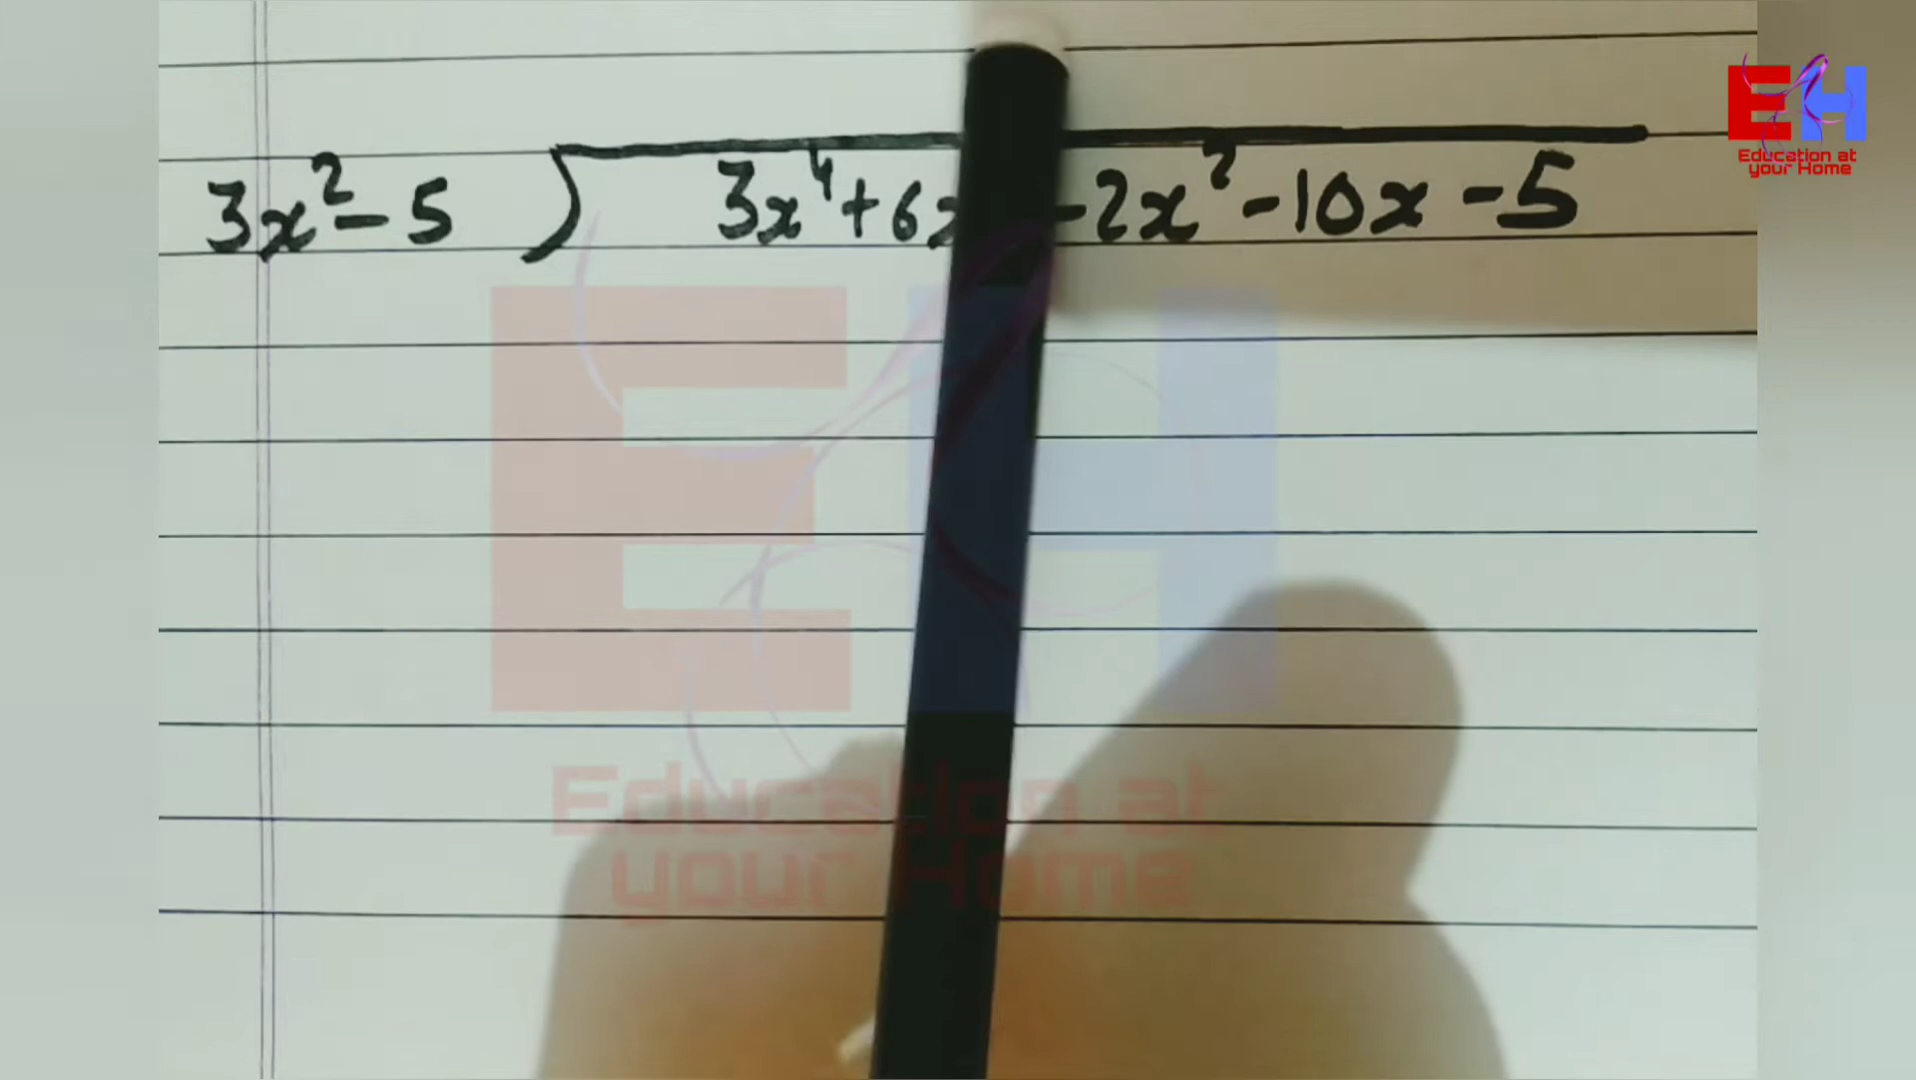 3x² - 5 ) 3x⁴ + 6x - 2x² - 10x - 5
EH
Education at
your Home
Education at
your Home